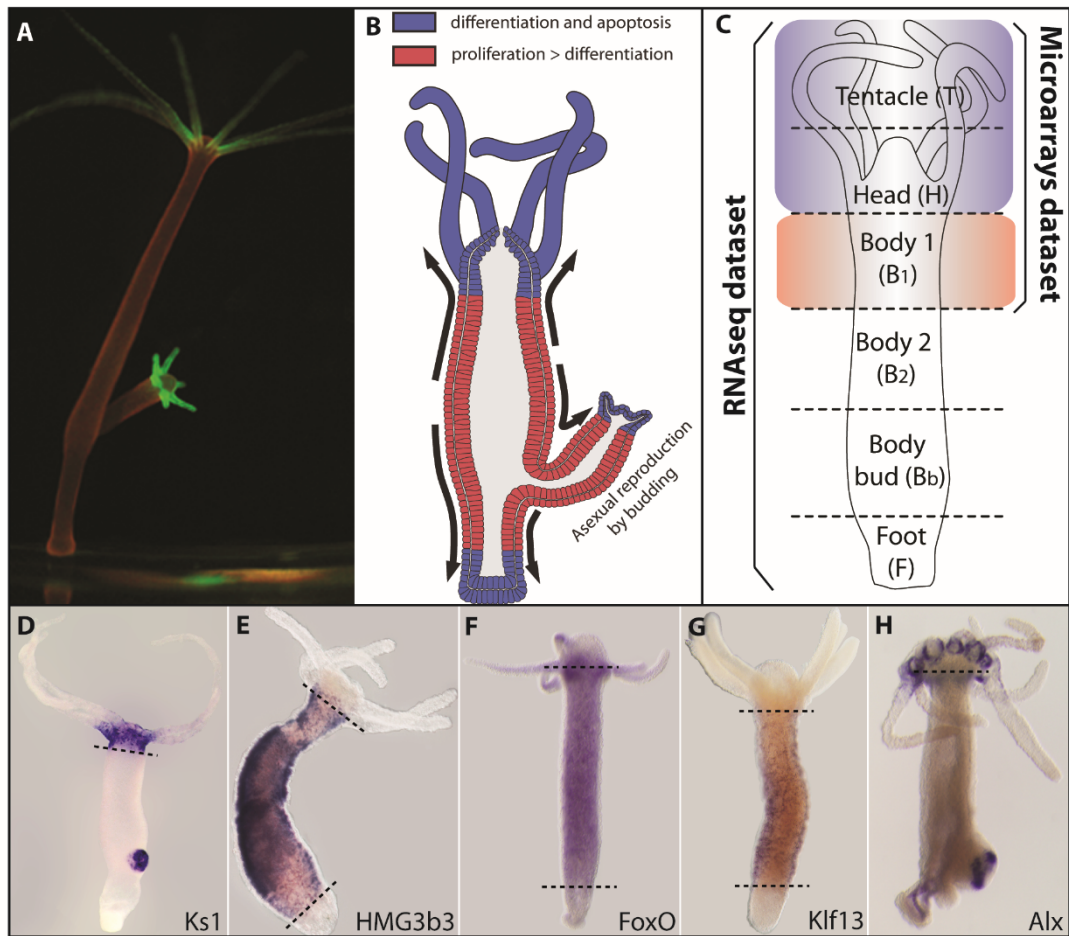 A
B
differentiation and apoptosis
proliferation > differentiation
Asexual reproduction
by budding
C
RNAseq dataset
Microarrays dataset
Tentacle (T)
Head (H)
Body 1
(B1)
Body 2
(B2)
Body
bud (Bb)
Foot
(F)
D
Ks1
E
HMG3b3
F
FoxO
G
Klf13
H
Alx